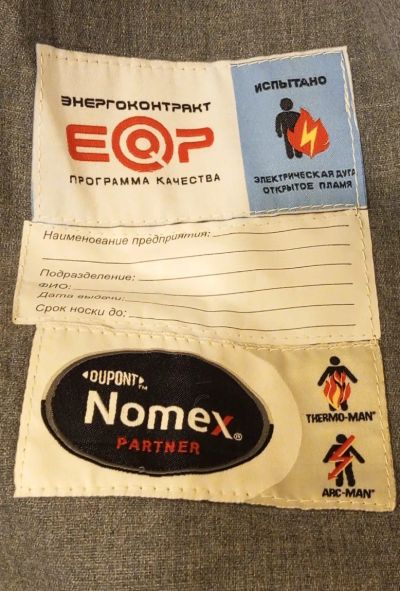 ЭНЕРГОКОНТРАКТ
EQP
ПРОГРАММА КАЧЕСТВА
ИСПЫТАНО
ЭЛЕКТРИЧЕСКАЯ ДУГА
ОТКРЫТОЕ ПЛАМЯ
Наименование предприятия:
Подразделение:
ФИО:
Дата выдачи:
Срок носки до:
DUPONT™
Nomex®
PARTNER
THERMO-MAN®
ARC-MAN®